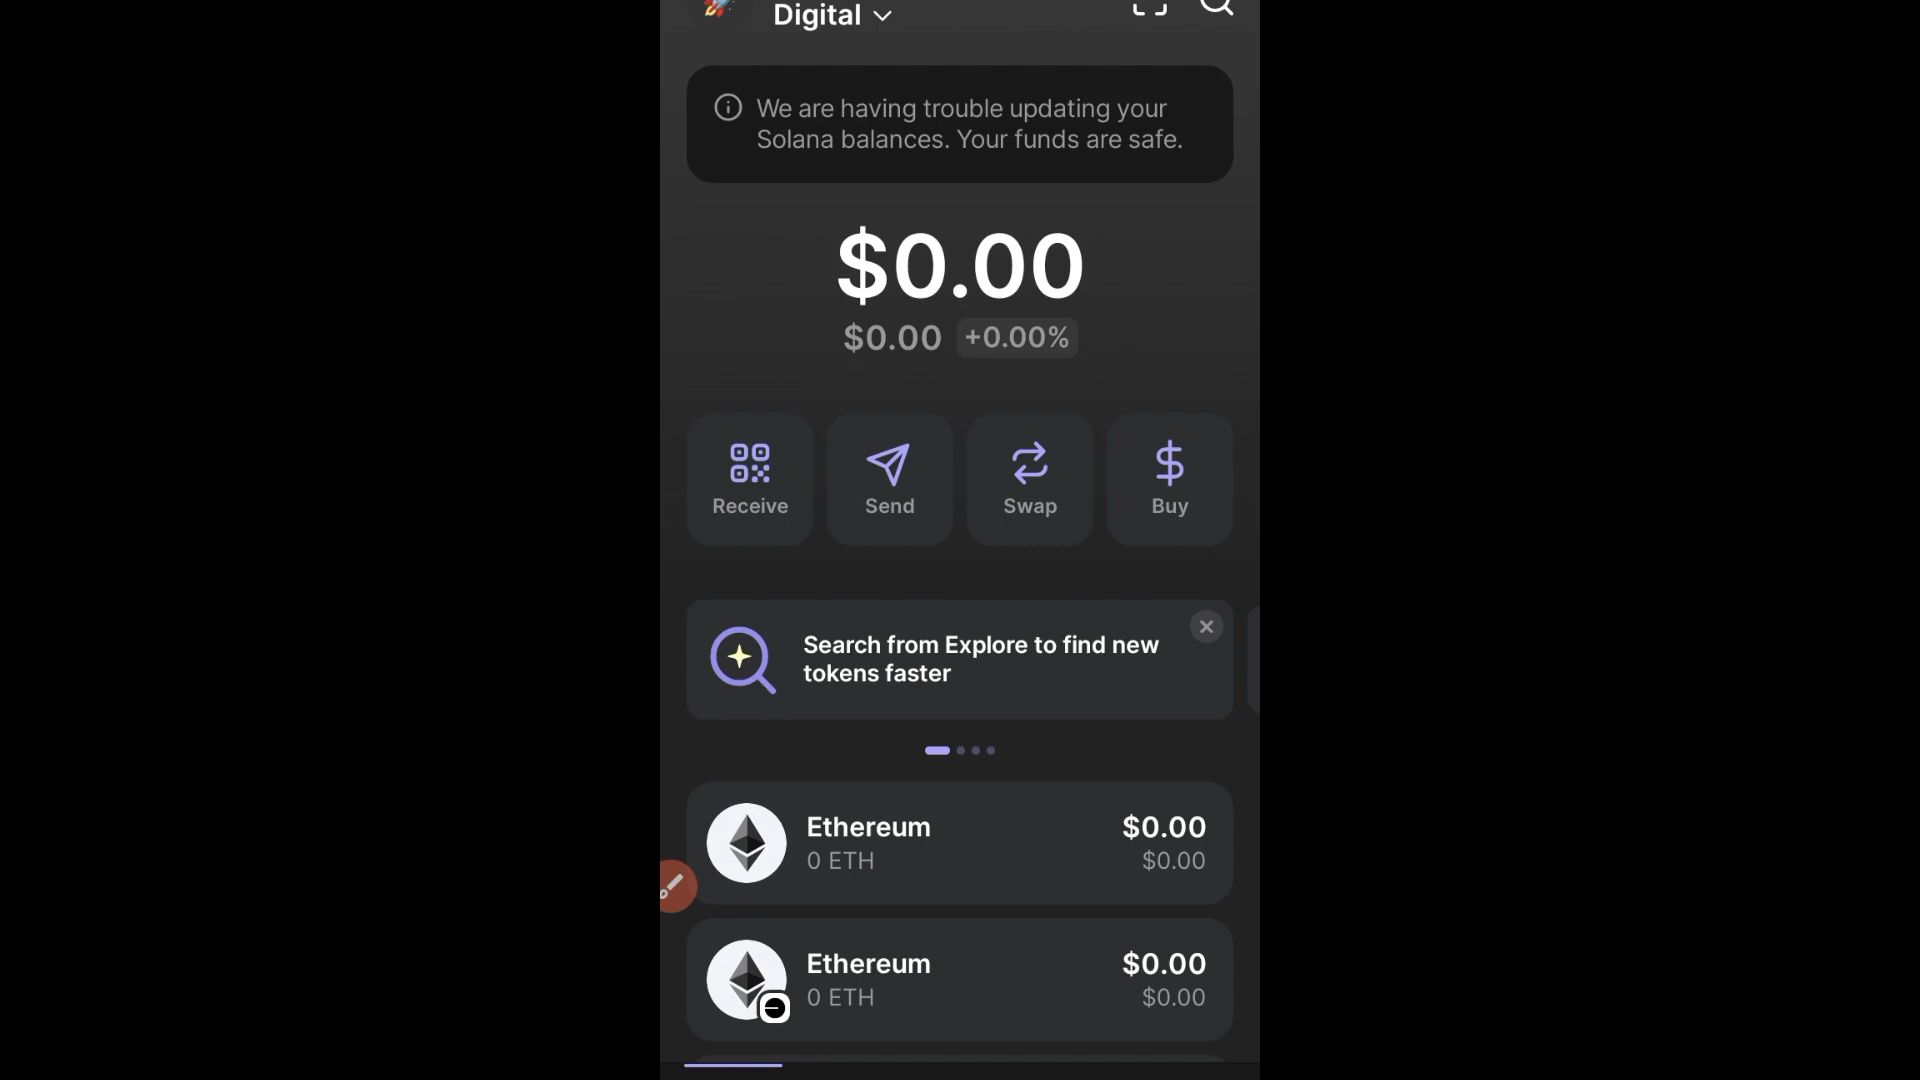 Digital
We are having trouble updating your
Solana balances. Your funds are safe.
$0.00
$0.00 +0.00%
Receive Send Swap Buy
Search from Explore to find new
tokens faster
Ethereum $0.00
0 ETH $0.00
Ethereum $0.00
0 ETH $0.00